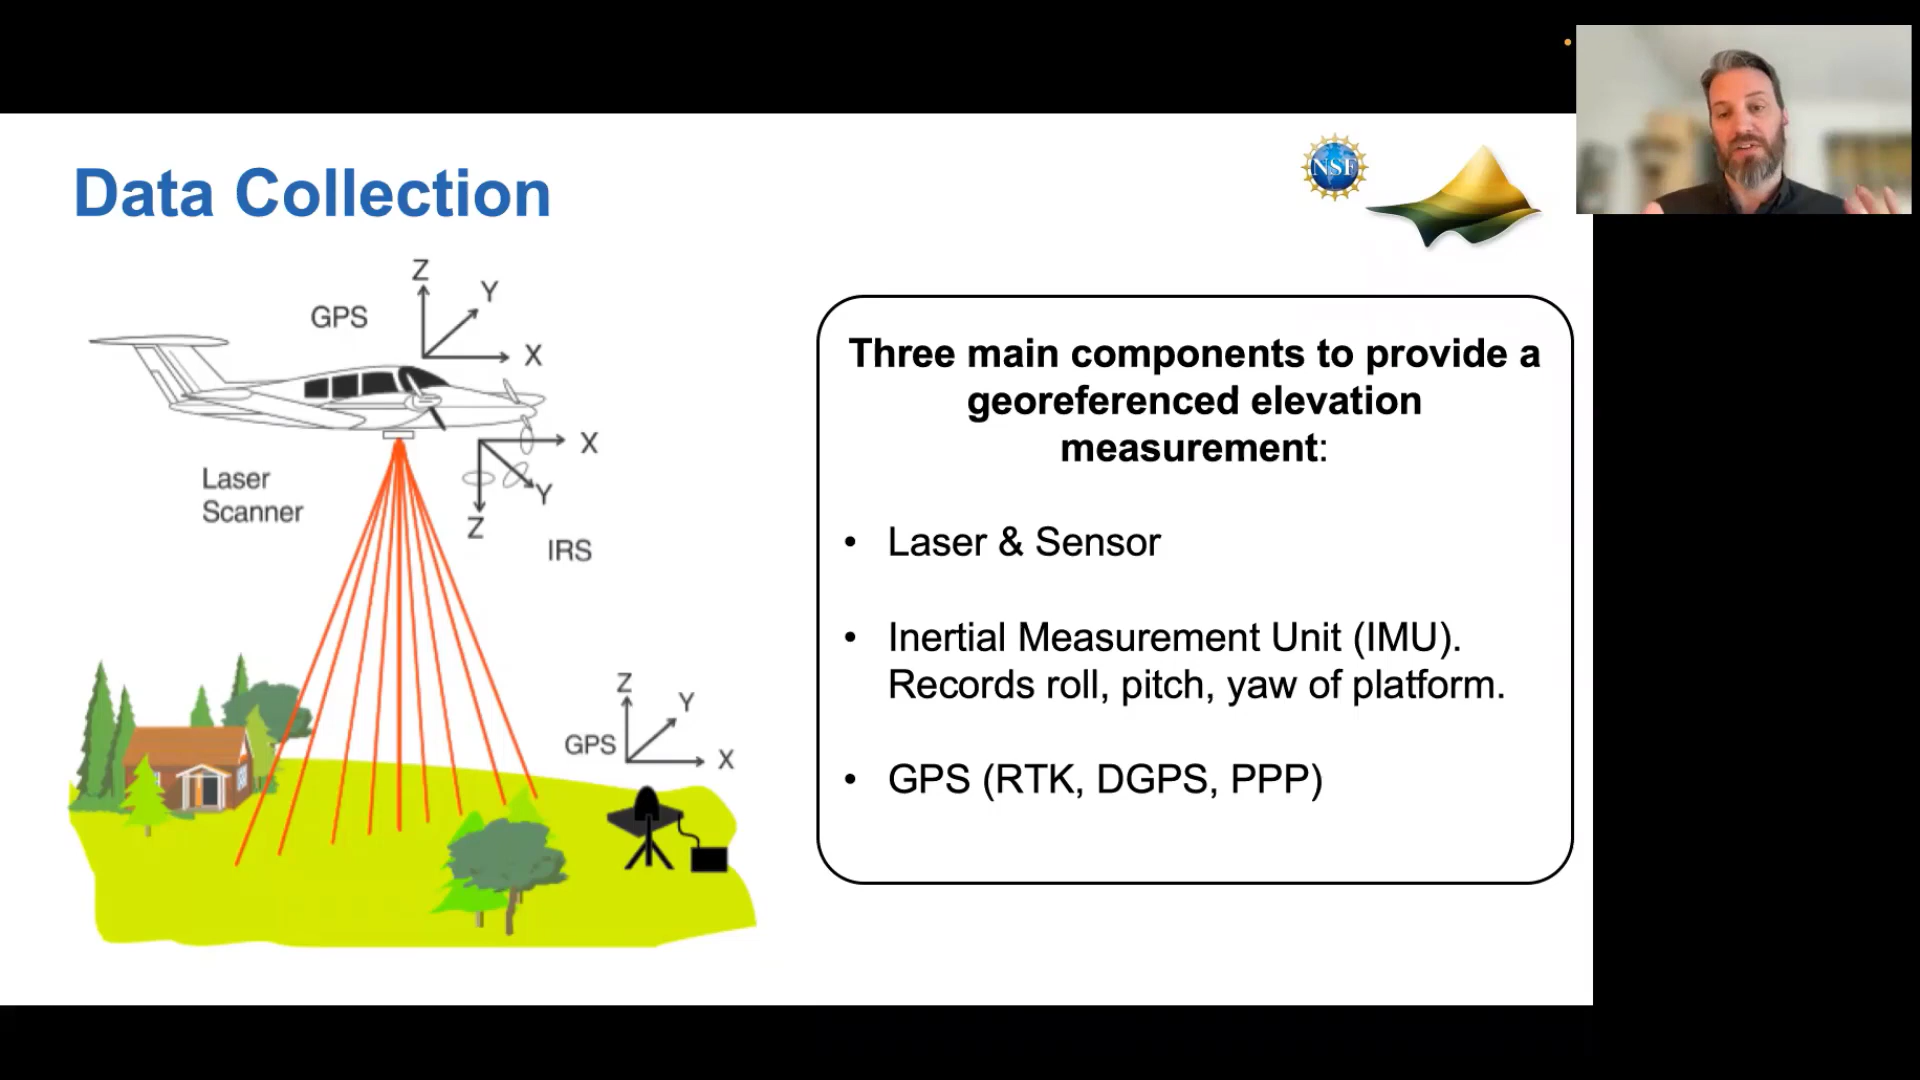 NSF
Data Collection
Z
Y
GPS
X
X
Laser
Scanner
Y
Z
IRS
Z
Y
GPS
X
Three main components to provide a
georeferenced elevation
measurement:
• Laser & Sensor
• Inertial Measurement Unit (IMU).
Records roll, pitch, yaw of platform.
• GPS (RTK, DGPS, PPP)